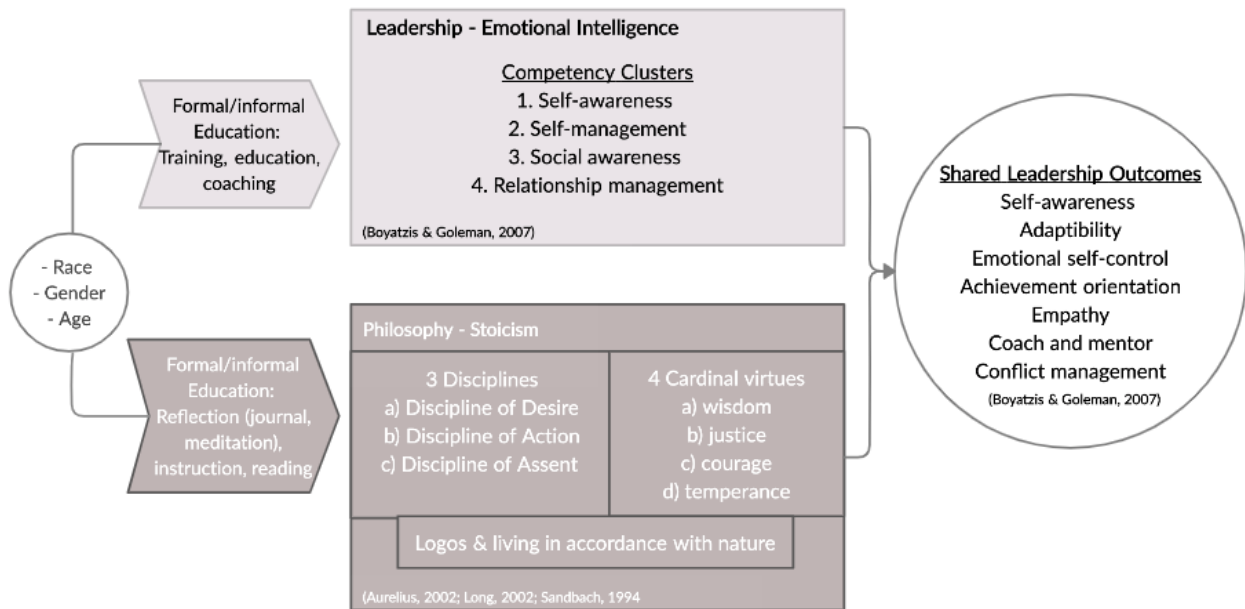 Leadership - Emotional Intelligence
Competency Clusters
1. Self-awareness
2. Self-management
3. Social awareness
4. Relationship management
(Boyatzis & Goleman, 2007)
Formal/informal
Education:
Training, education,
coaching
- Race
- Gender
- Age
Formal/informal
Education:
Reflection (journal,
meditation),
instruction, reading
Philosophy - Stoicism
3 Disciplines
a) Discipline of Desire
b) Discipline of Action
c) Discipline of Assent
4 Cardinal virtues
a) wisdom
b) justice
c) courage
d) temperance
Logos & living in accordance with nature
(Aurelius, 2002; Long, 2002; Sandbach, 1994
Shared Leadership Outcomes
Self-awareness
Adaptibility
Emotional self-control
Achievement orientation
Empathy
Coach and mentor
Conflict management
(Boyatzis & Goleman, 2007)